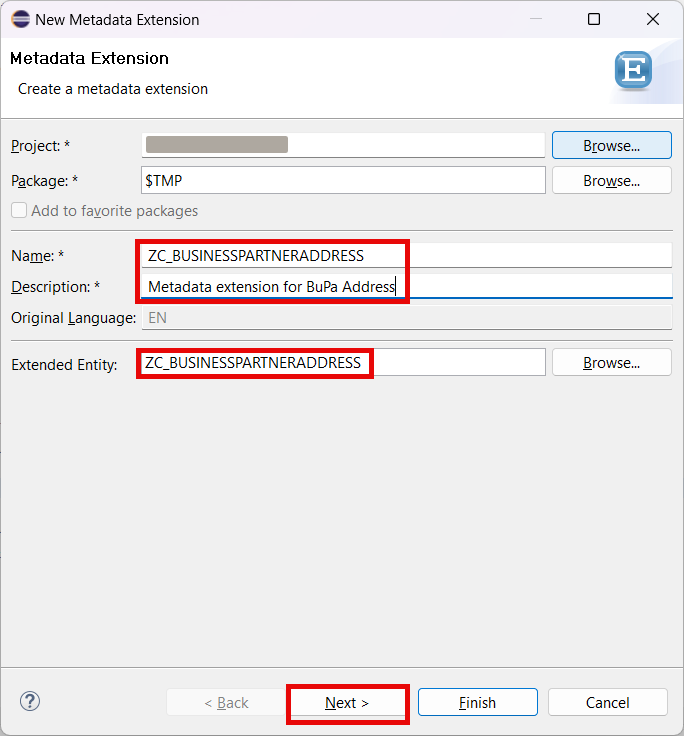 New Metadata Extension
Metadata Extension
Create a metadata extension
E
Project: *
Browse...
Package: * $TMP Browse...
Add to favorite packages
Name: * ZC_BUSINESSPARTNERADDRESS
Description: * Metadata extension for BuPa Address
Original Language: EN
Extended Entity: ZC_BUSINESSPARTNERADDRESS Browse...
? < Back Next > Finish Cancel